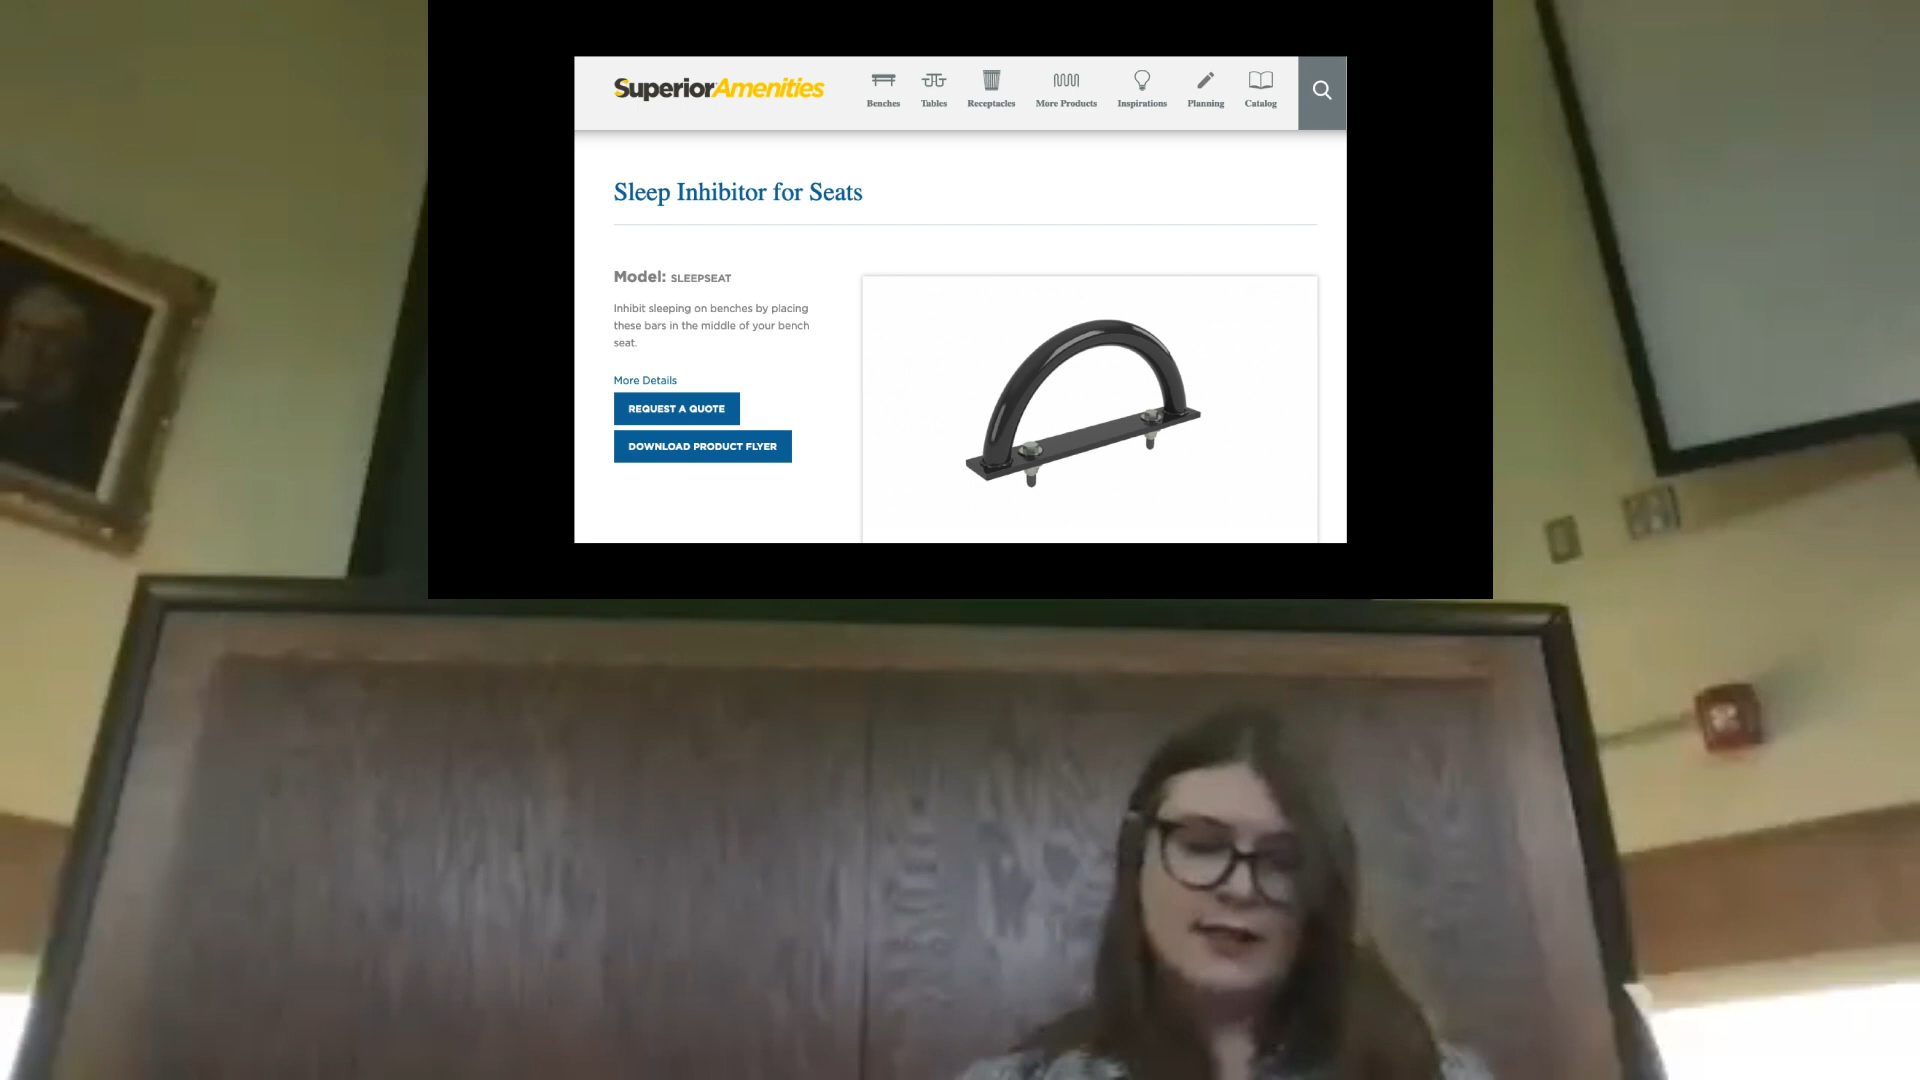 SuperiorAmenities
Benches Tables Receptacles More Products Inspirations Planning Catalog
Sleep Inhibitor for Seats
Model: SLEEPSEAT
Inhibit sleeping on benches by placing
these bars in the middle of your bench
seat.
More Details
REQUEST A QUOTE
DOWNLOAD PRODUCT FLYER